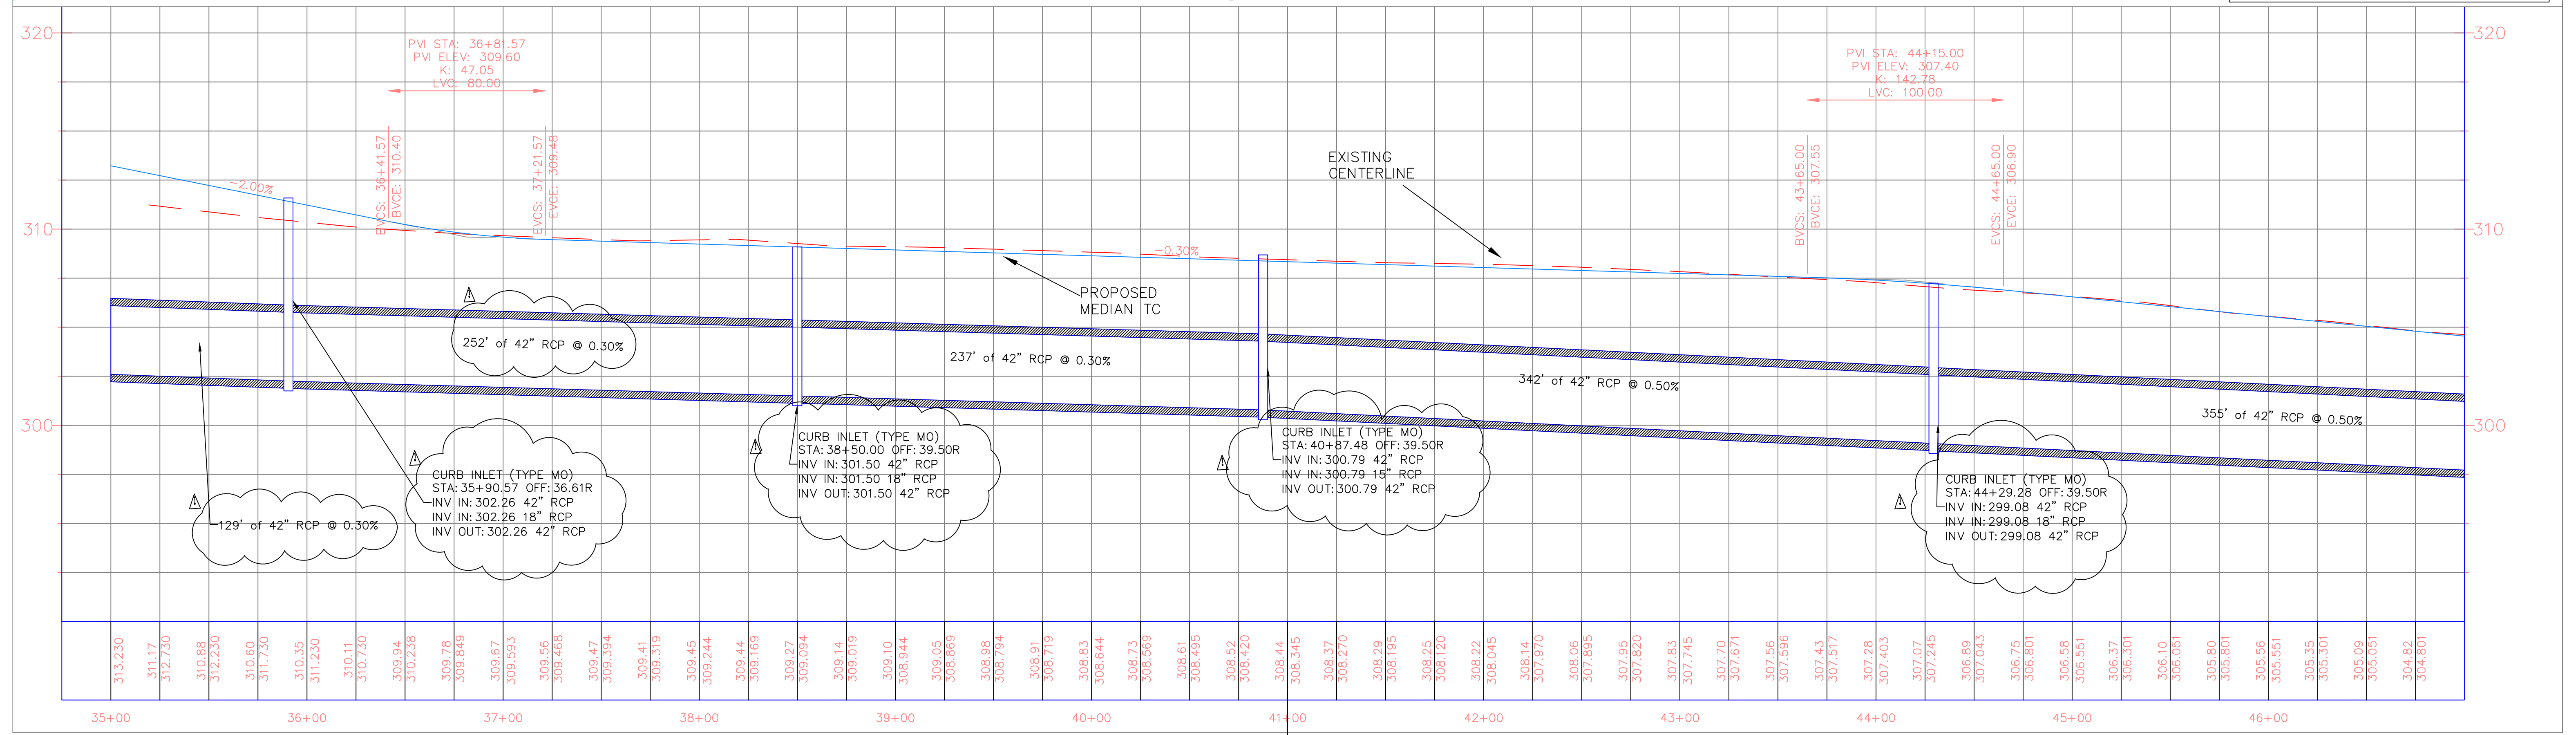 320
320
PVI STA: 36+81.57
PVI ELEV: 309.60
K: 47.05
LVC: 80.00
PVI STA: 44+15.00
PVI ELEV: 307.40
K: 142.78
LVC: 100.00
BVCS: 36+41.57
BVCE: 310.40
EVCS: 37+21.57
EVCE: 309.48
EXISTING
CENTERLINE
BVCS: 43+65.00
BVCE: 307.55
EVCS: 44+65.00
EVCE: 306.90
-2.00%
310
310
-0.30%
PROPOSED
MEDIAN TC
1
252' of 42" RCP @ 0.30%
237' of 42" RCP @ 0.30%
342' of 42" RCP @ 0.50%
355' of 42" RCP @ 0.50%
300
300
1
129' of 42" RCP @ 0.30%
1
CURB INLET (TYPE MO)
STA: 35+90.57 OFF: 36.61R
INV IN: 302.26 42" RCP
INV IN: 302.26 18" RCP
INV OUT: 302.26 42" RCP
1
CURB INLET (TYPE MO)
STA: 38+50.00 OFF: 39.50R
INV IN: 301.50 42" RCP
INV IN: 301.50 18" RCP
INV OUT: 301.50 42" RCP
1
CURB INLET (TYPE MO)
STA: 40+87.48 OFF: 39.50R
INV IN: 300.79 42" RCP
INV IN: 300.79 15" RCP
INV OUT: 300.79 42" RCP
1
CURB INLET (TYPE MO)
STA: 44+29.28 OFF: 39.50R
INV IN: 299.08 42" RCP
INV IN: 299.08 18" RCP
INV OUT: 299.08 42" RCP
313.230
311.17
312.730
310.88
312.230
310.60
311.730
310.35
311.230
310.11
310.730
309.94
310.238
309.78
309.849
309.67
309.593
309.56
309.468
309.47
309.394
309.41
309.319
309.45
309.244
309.44
309.169
309.27
309.094
309.14
309.019
309.10
308.944
309.05
308.869
308.98
308.794
308.91
308.719
308.83
308.644
308.73
308.569
308.61
308.495
308.52
308.420
308.44
308.345
308.37
308.270
308.29
308.195
308.25
308.120
308.22
308.045
308.14
307.970
308.06
307.895
307.95
307.820
307.83
307.745
307.70
307.671
307.56
307.596
307.43
307.517
307.28
307.403
307.07
307.245
306.89
307.043
306.75
306.801
306.58
306.551
306.37
306.301
306.10
306.051
305.80
305.801
305.56
305.551
305.35
305.301
305.09
305.051
304.82
304.801
35+00
36+00
37+00
38+00
39+00
40+00
41+00
42+00
43+00
44+00
45+00
46+00